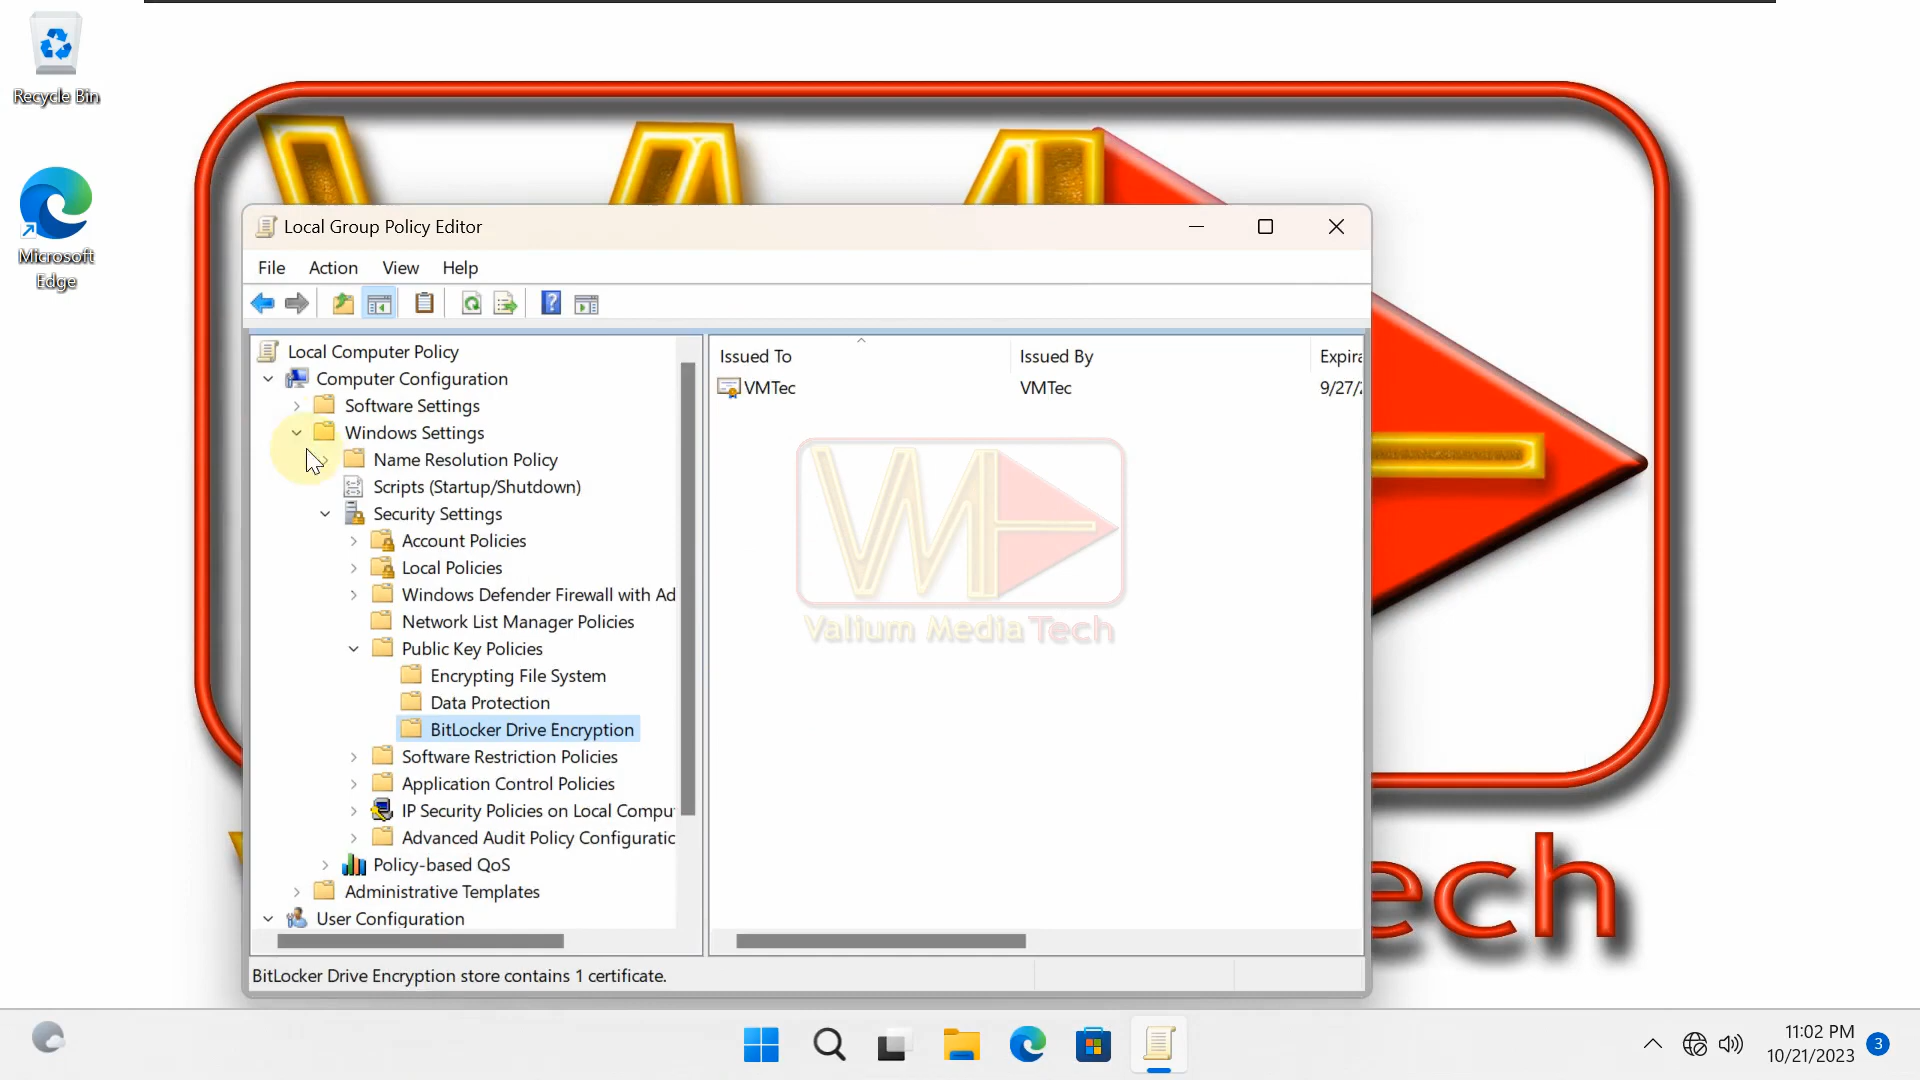 Recycle Bin
Microsoft
Edge
Local Group Policy Editor
File Action View Help
Local Computer Policy
Computer Configuration
Software Settings
Windows Settings
Name Resolution Policy
Scripts (Startup/Shutdown)
Security Settings
Account Policies
Local Policies
Windows Defender Firewall with Ad
Network List Manager Policies
Public Key Policies
Encrypting File System
Data Protection
BitLocker Drive Encryption
Software Restriction Policies
Application Control Policies
IP Security Policies on Local Compu
Advanced Audit Policy Configuratic
Policy-based QoS
Administrative Templates
User Configuration
Issued To Issued By Expira
VMTec VMTec 9/27/
Valium Media Tech
ech
BitLocker Drive Encryption store contains 1 certificate.
11:02 PM
10/21/2023
3